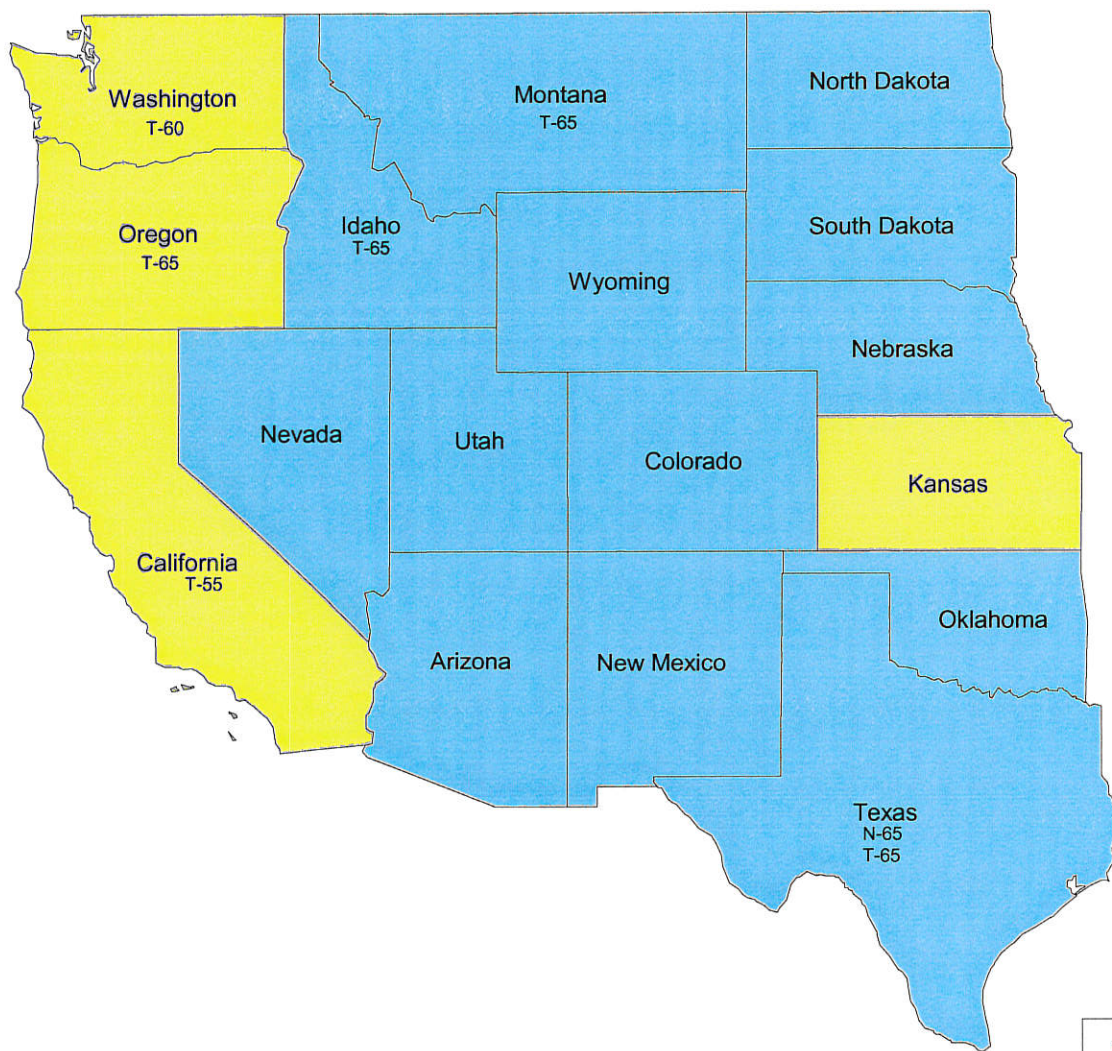 Washington
T-60
Montana
T-65
North Dakota
Oregon
T-65
Idaho
T-65
South Dakota
Wyoming
Nebraska
Nevada
Utah
Colorado
Kansas
California
T-55
Arizona
New Mexico
Oklahoma
Texas
N-65
T-65